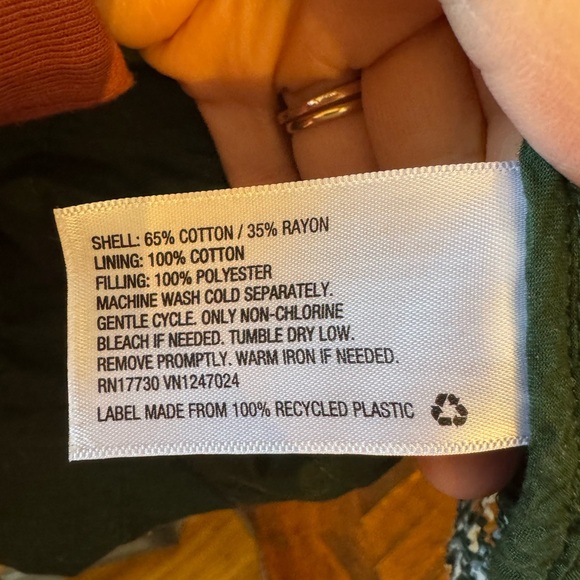 SHELL: 65% COTTON / 35% RAYON
LINING: 100% COTTON
FILLING: 100% POLYESTER
MACHINE WASH COLD SEPARATELY.
GENTLE CYCLE. ONLY NON-CHLORINE
BLEACH IF NEEDED. TUMBLE DRY LOW.
REMOVE PROMPTLY. WARM IRON IF NEEDED.
RN17730 VN1247024
LABEL MADE FROM 100% RECYCLED PLASTIC